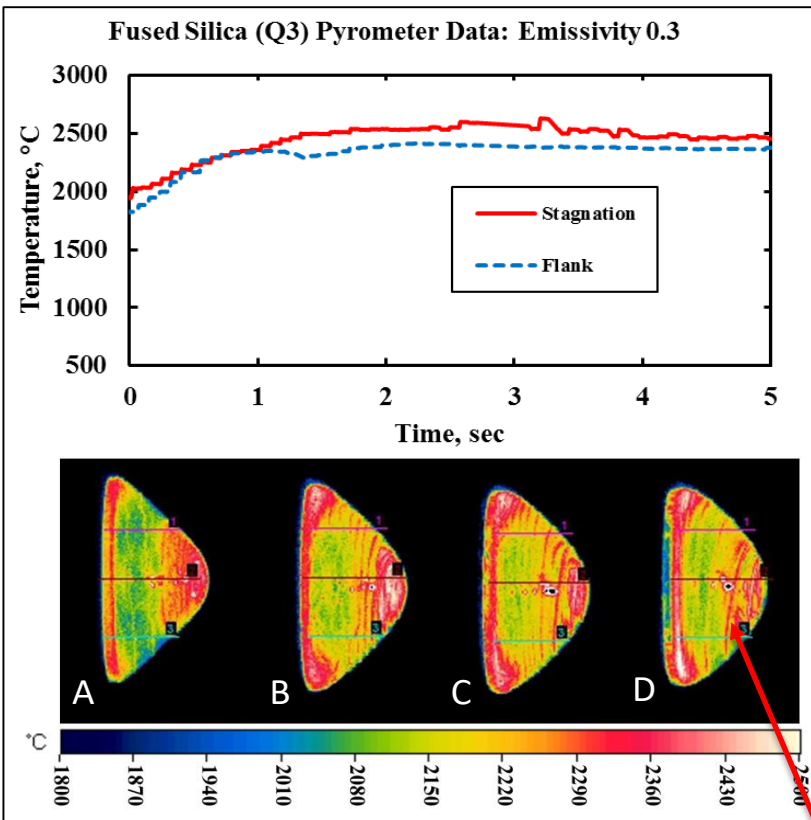 Fused Silica (Q3) Pyrometer Data: Emissivity 0.3
3000
2500
2000
1500
1000
500
Temperature, °C
Stagnation
Flank
0 1 2 3 4 5
Time, sec
1 1 1 1
3 3 3 3
A B C D
°C
1800 1870 1940 2010 2080 2150 2220 2290 2360 2430 2500